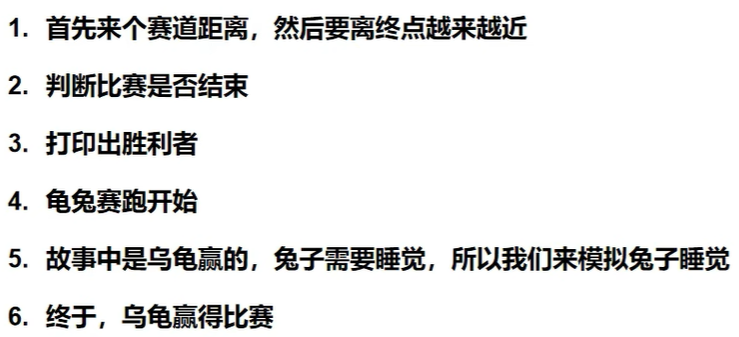 1. 首先来个赛道距离，然后要离终点越来越近
2. 判断比赛是否结束
3. 打印出胜利者
4. 龟兔赛跑开始
5. 故事中是乌龟赢的，兔子需要睡觉，所以我们来模拟兔子睡觉
6. 终于，乌龟赢得比赛